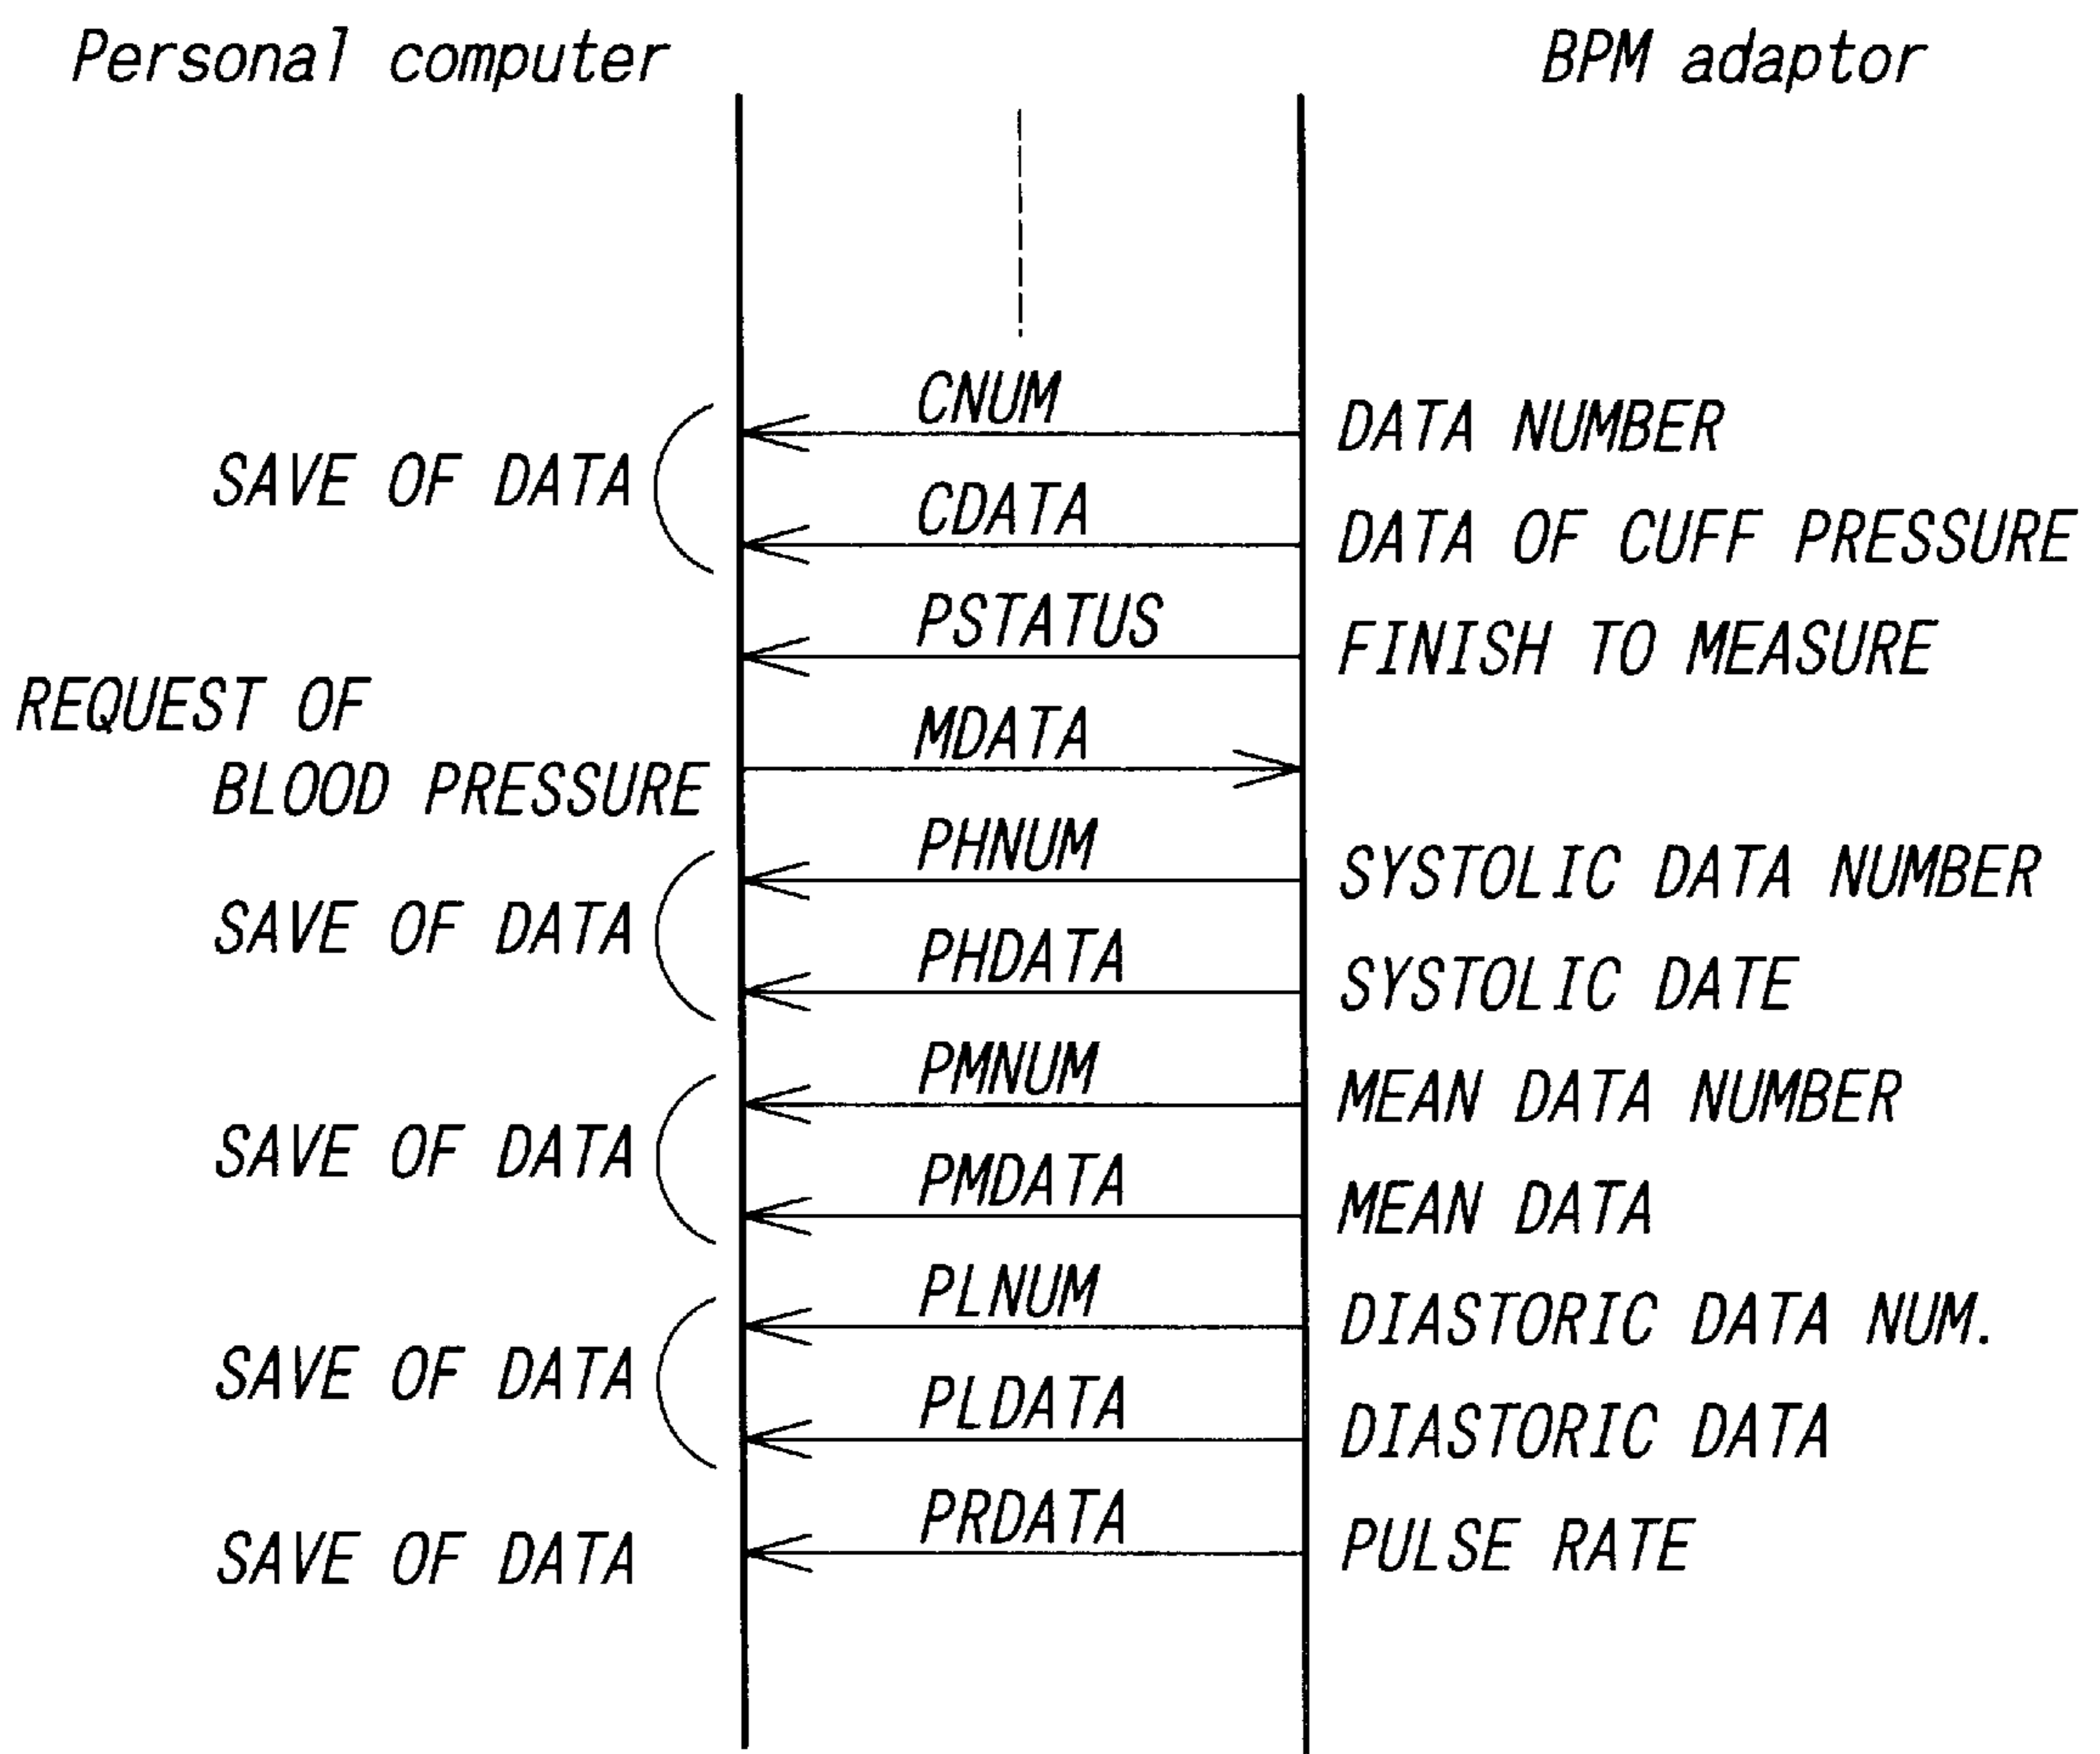 Personal computer BPM adaptor
CNUM
DATA NUMBER
SAVE OF DATA
CDATA
DATA OF CUFF PRESSURE
PSTATUS
FINISH TO MEASURE
REQUEST OF
BLOOD PRESSURE
MDATA
PHNUM
SYSTOLIC DATA NUMBER
SAVE OF DATA
PHDATA
SYSTOLIC DATE
PMNUM
MEAN DATA NUMBER
SAVE OF DATA
PMDATA
MEAN DATA
PLNUM
DIASTORIC DATA NUM.
SAVE OF DATA
PLDATA
DIASTORIC DATA
PRDATA
SAVE OF DATA
PULSE RATE